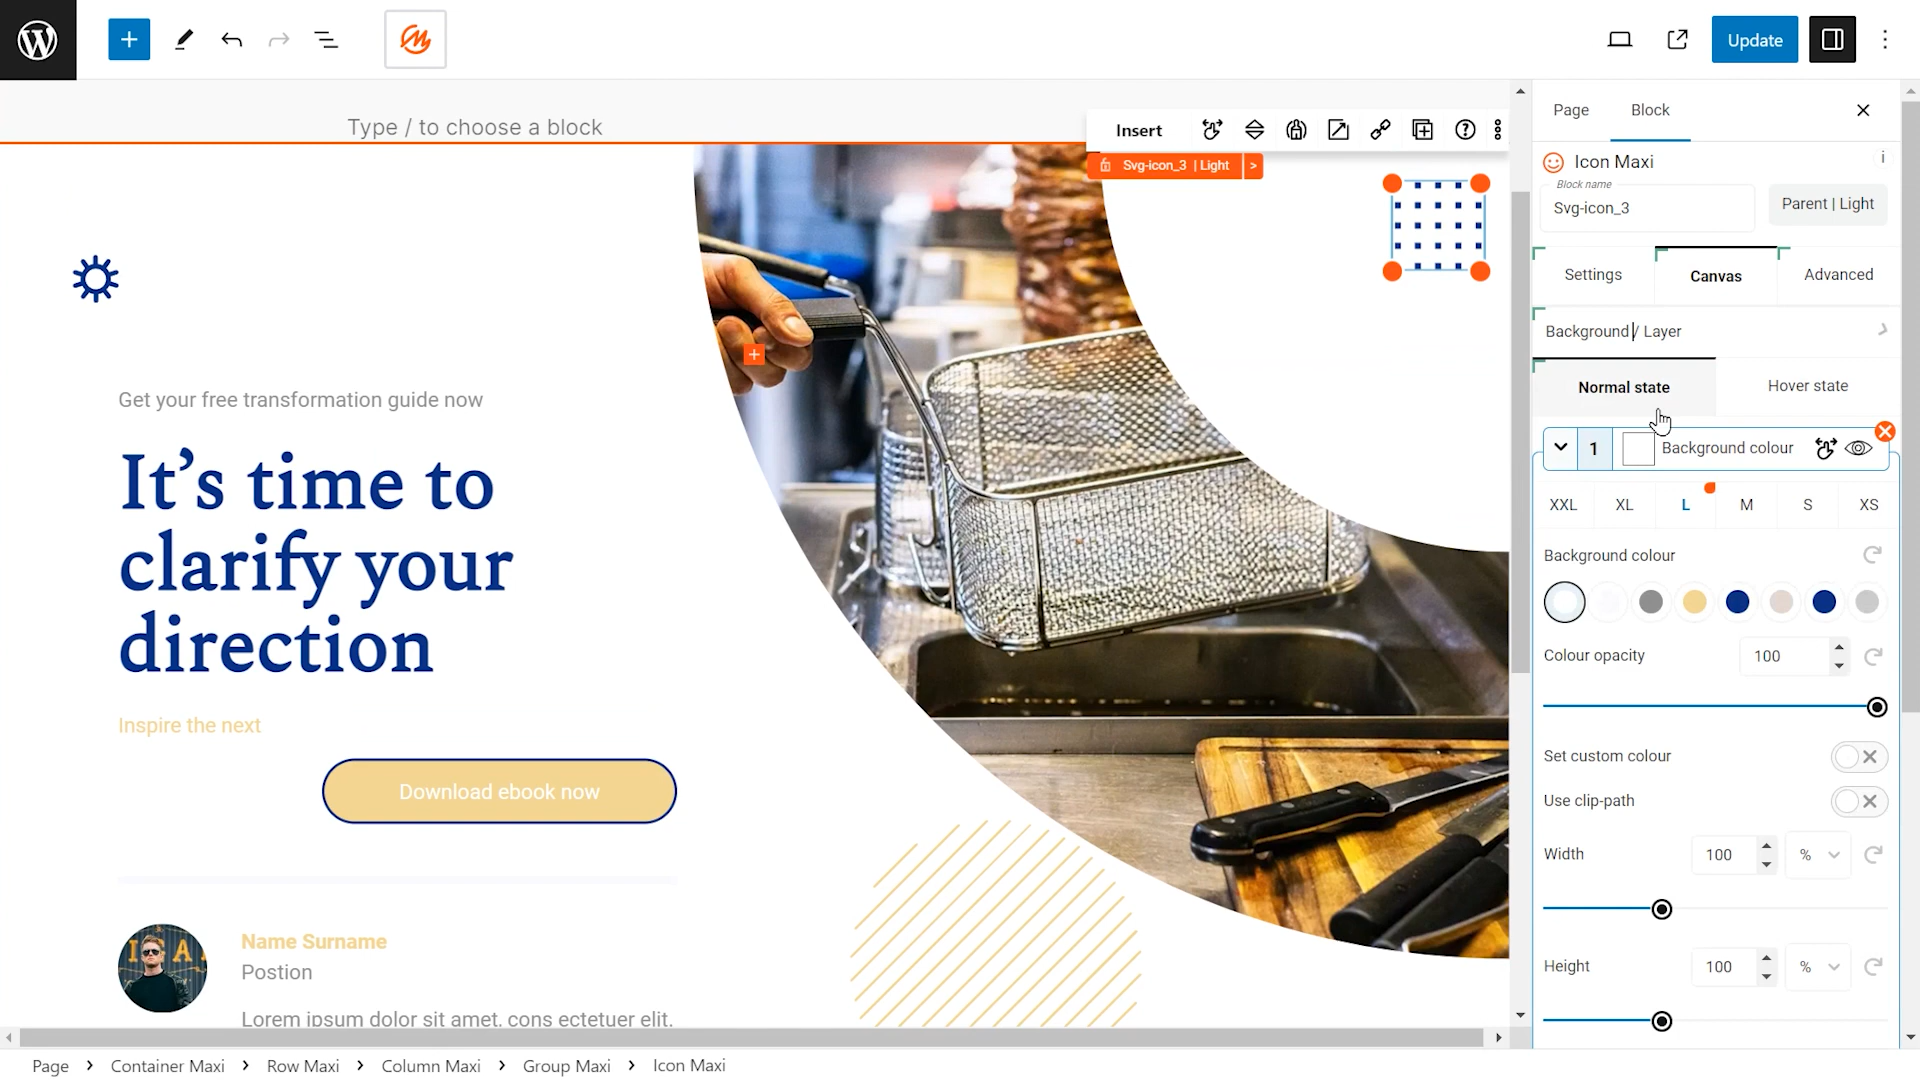 Update
Type / to choose a block
Insert
Svg-icon_3 | Light >
Page
Block
Icon Maxi
i
Block name
Svg-icon_3
Parent | Light
Settings
Canvas
Advanced
Background / Layer
Normal state
Hover state
1
Background colour
XXL
XL
L
M
S
XS
Background colour
Colour opacity
100
Set custom colour
Use clip-path
Width
100
%
Height
100
%
Get your free transformation guide now
It’s time to
clarify your
direction
Inspire the next
Download ebook now
Name Surname
Postion
Lorem ipsum dolor sit amet, cons ectetuer elit.
Page > Container Maxi > Row Maxi > Column Maxi > Group Maxi > Icon Maxi